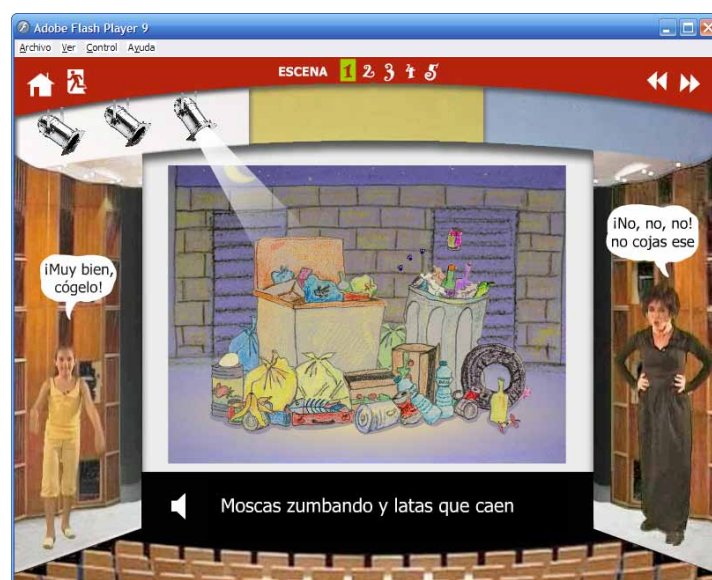 Adobe Flash Player 9
Archivo Ver Control Ayuda
ESCENA 1 2 3 4 5
¡No, no, no!
no cojas ese
¡Muy bien,
cógelo!
Moscas zumbando y latas que caen